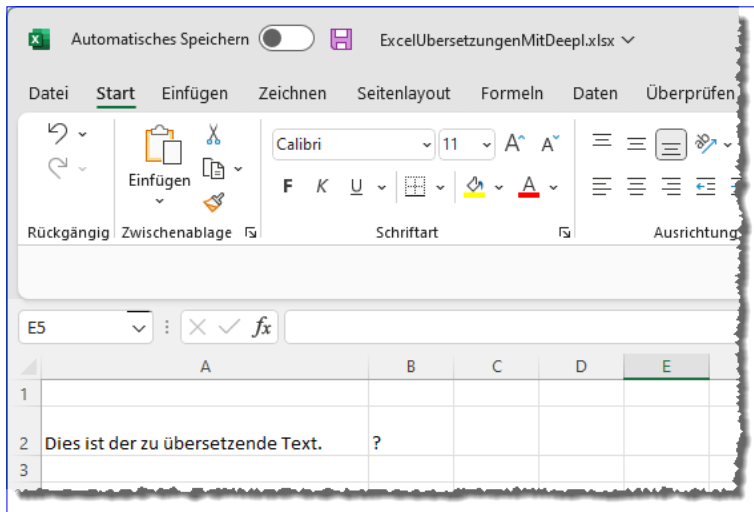 Automatisches Speichern ExcelUbersetzungenMitDeepl.xlsx
Datei Start Einfügen Zeichnen Seitenlayout Formeln Daten Überprüfen
Einfügen
Calibri 11 A A
F K U A
Rückgängig Zwischenablage Schriftart Ausrichtung
E5 fx
A B C D E
1
2 Dies ist der zu übersetzende Text. ?
3